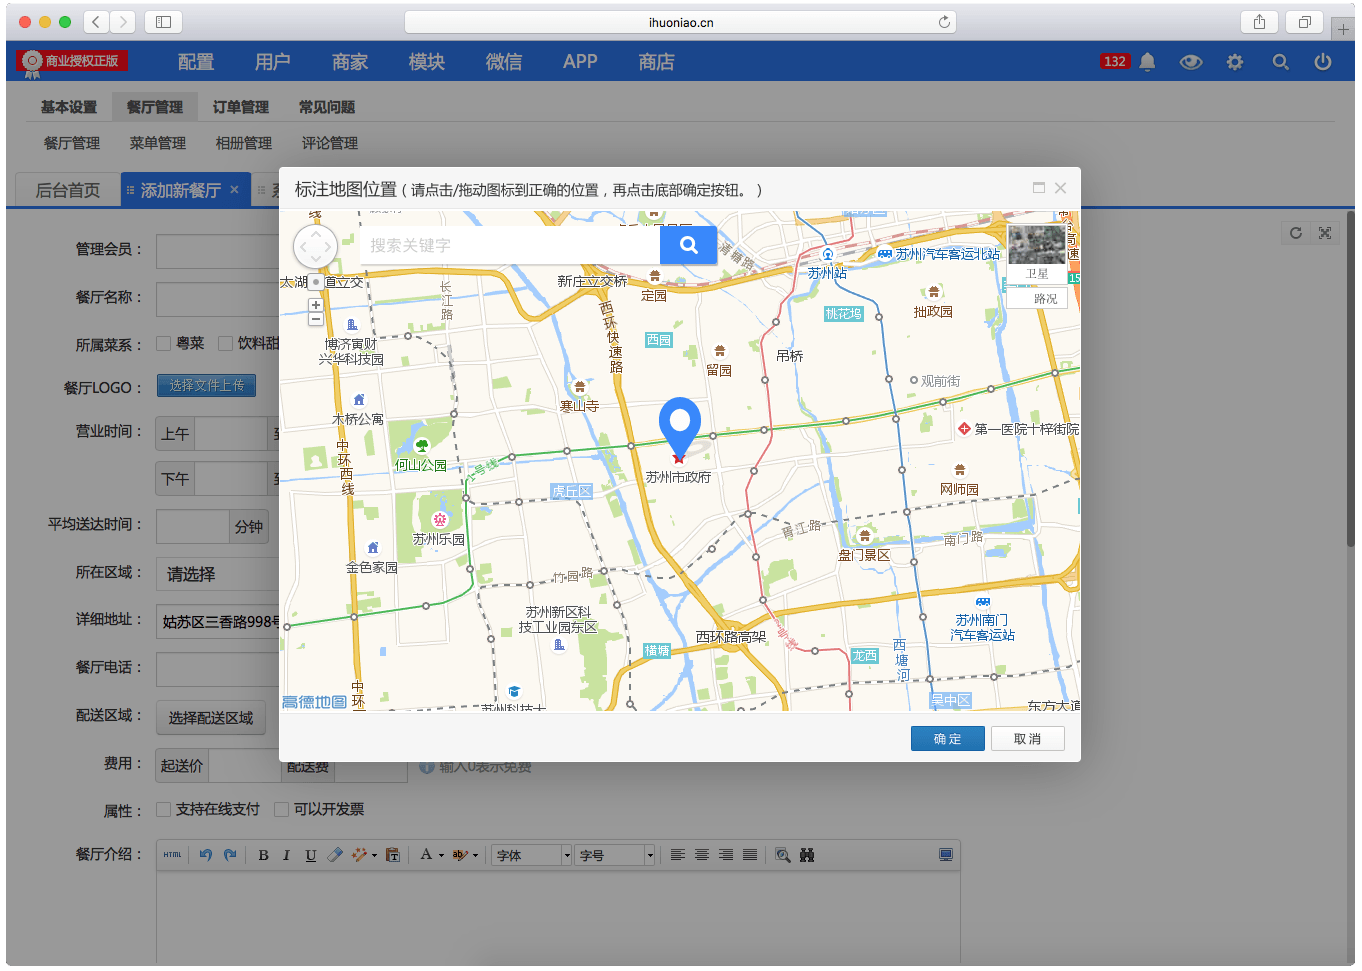 ihuoniao.cn
商业授权正版
配置
用户
商家
模块
微信
APP
商店
132
基本设置
餐厅管理
订单管理
常见问题
餐厅管理
菜单管理
相册管理
评论管理
后台首页
添加新餐厅
标注地图位置（请点击/拖动图标到正确的位置，再点击底部确定按钮。）
搜索关键字
卫星
路况
苏州站
苏州汽车客运北站
新庄立交桥
定园
长江路
西环快速路
西园
桃花坞
拙政园
博济寅财
兴华科技园
留园
吊桥
观前街
寒山寺
木桥公寓
第一医院十梓街院
何山公园
中环西线
1号线
苏州市政府
虎丘区
网师园
苏州乐园
胥江路
盘门景区
南门路
金色家园
竹园路
苏州新区科
技工业园东区
西环路高架
苏州南门
汽车客运站
横塘
龙西
西塘河
吴中区
高德地图
中环
苏州科技大
东方大道
确定
取消
管理会员：
餐厅名称：
所属菜系：
粤菜
饮料甜
餐厅LOGO：
选择文件上传
营业时间：
上午
下午
平均送达时间：
分钟
所在区域：
请选择
详细地址：
姑苏区三香路998号
餐厅电话：
配送区域：
选择配送区域
费用：
起送价
配送费
输入0表示免费
属性：
支持在线支付
可以开发票
餐厅介绍：
HTML
B
I
U
A
ab
字体
字号